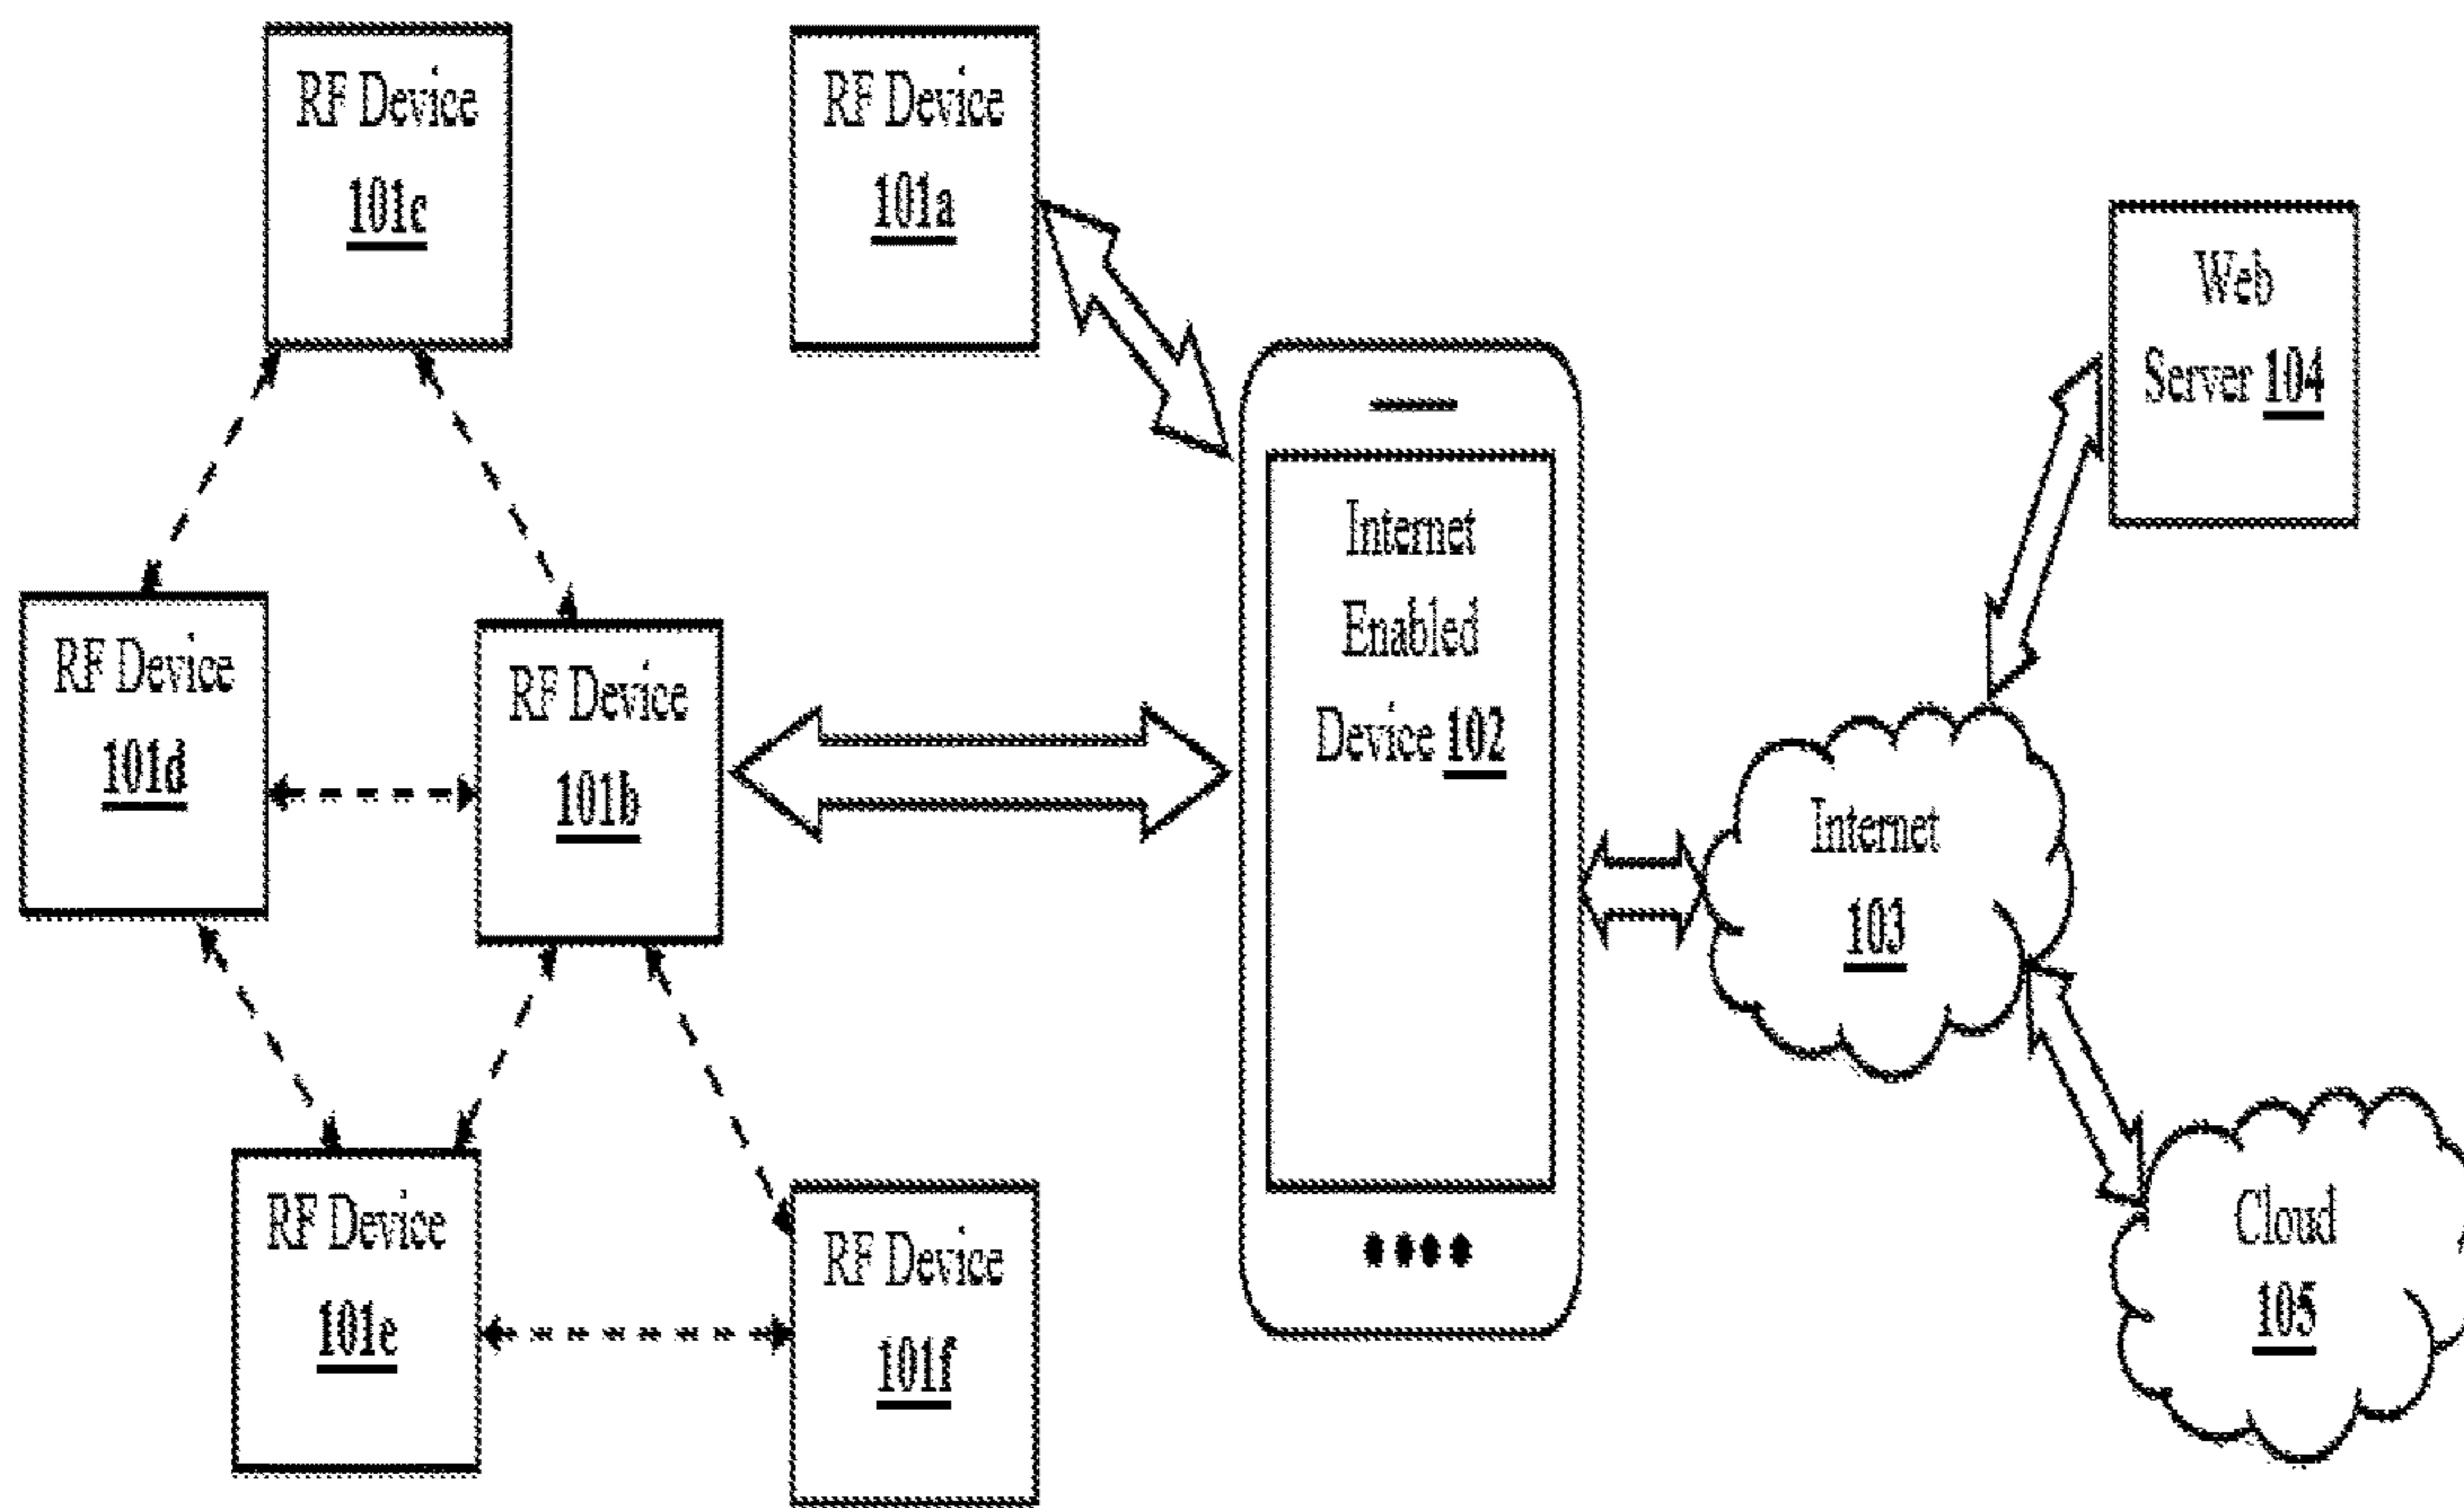 RF Device
101c
RF Device
101a
Web
Server 104
Internet
Enabled
Device 102
RF Device
101d
RF Device
101b
Internet
103
RF Device
101e
RF Device
101f
Cloud
105